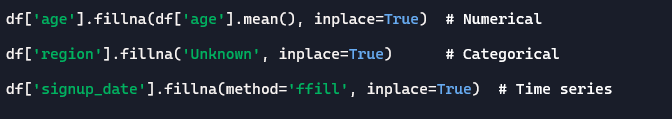 df['age'].fillna(df['age'].mean(), inplace=True)  # Numerical
df['region'].fillna('Unknown', inplace=True)      # Categorical
df['signup_date'].fillna(method='ffill', inplace=True)  # Time series